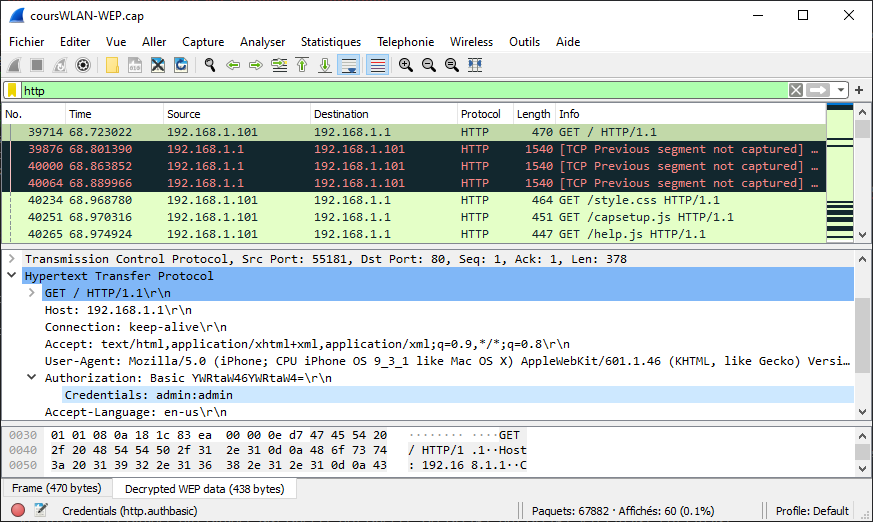 coursWLAN-WEP.cap
Fichier Editer Vue Aller Capture Analyser Statistiques Telephonie Wireless Outils Aide
http
No. Time Source Destination Protocol Length Info
39714 68.723022 192.168.1.101 192.168.1.1 HTTP 470 GET / HTTP/1.1
39876 68.801390 192.168.1.1 192.168.1.101 HTTP 1540 [TCP Previous segment not captured] …
40000 68.863852 192.168.1.1 192.168.1.101 HTTP 1540 [TCP Previous segment not captured] …
40064 68.889966 192.168.1.1 192.168.1.101 HTTP 1540 [TCP Previous segment not captured] …
40234 68.968780 192.168.1.101 192.168.1.1 HTTP 464 GET /style.css HTTP/1.1
40251 68.970316 192.168.1.101 192.168.1.1 HTTP 451 GET /capsetup.js HTTP/1.1
40265 68.974924 192.168.1.101 192.168.1.1 HTTP 447 GET /help.js HTTP/1.1
Transmission Control Protocol, Src Port: 55181, Dst Port: 80, Seq: 1, Ack: 1, Len: 378
Hypertext Transfer Protocol
GET / HTTP/1.1\r\n
Host: 192.168.1.1\r\n
Connection: keep-alive\r\n
Accept: text/html,application/xhtml+xml,application/xml;q=0.9,*/*;q=0.8\r\n
User-Agent: Mozilla/5.0 (iPhone; CPU iPhone OS 9_3_1 like Mac OS X) AppleWebKit/601.1.46 (KHTML, like Gecko) Versi…
Authorization: Basic YWRtaW46YWRtaW4=\r\n
Credentials: admin:admin
Accept-Language: en-us\r\n
0030 01 01 08 0a 18 1c 83 ea 00 00 0e d7 47 45 54 20 ········ ····GET
0040 2f 20 48 54 54 50 2f 31 2e 31 0d 0a 48 6f 73 74 / HTTP/1 .1··Host
0050 3a 20 31 39 32 2e 31 36 38 2e 31 2e 31 0d 0a 43 : 192.16 8.1.1··C
Frame (470 bytes) Decrypted WEP data (438 bytes)
Credentials (http.authbasic) Paquets: 67882 · Affichés: 60 (0.1%) Profile: Default